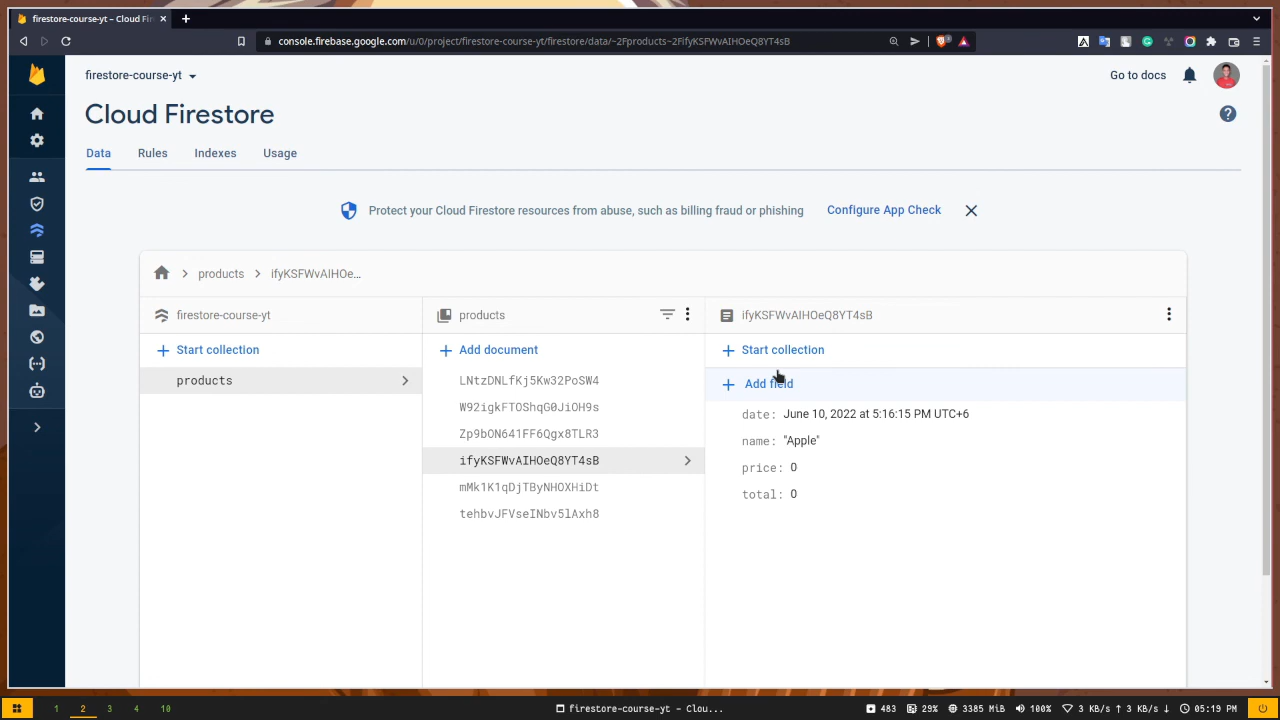 firestore-course-yt – Cloud Fir
console.firebase.google.com/u/0/project/firestore-course-yt/firestore/data/~2Fproducts~2FifyKSFWvAIHOeQ8YT4sB
firestore-course-yt
Go to docs
Cloud Firestore
Data Rules Indexes Usage
Protect your Cloud Firestore resources from abuse, such as billing fraud or phishing Configure App Check
products ifyKSFWvAIHOe...
firestore-course-yt
Start collection
products
products
Add document
LNtzDNLfKj5Kw32PoSW4
W92igkFTOShqG0JiOH9s
Zp9bON641FF6Qgx8TLR3
ifyKSFWvAIHOeQ8YT4sB
mMk1K1qDjTByNHOXHiDt
tehbvJFVseINbv5lAxh8
ifyKSFWvAIHOeQ8YT4sB
Start collection
Add field
date: June 10, 2022 at 5:16:15 PM UTC+6
name: "Apple"
price: 0
total: 0
1 2 3 4 10 firestore-course-yt – Clou... 483 29% 3385 MiB 100% 3 KB/s ↑ 3 KB/s ↓ 05:19 PM